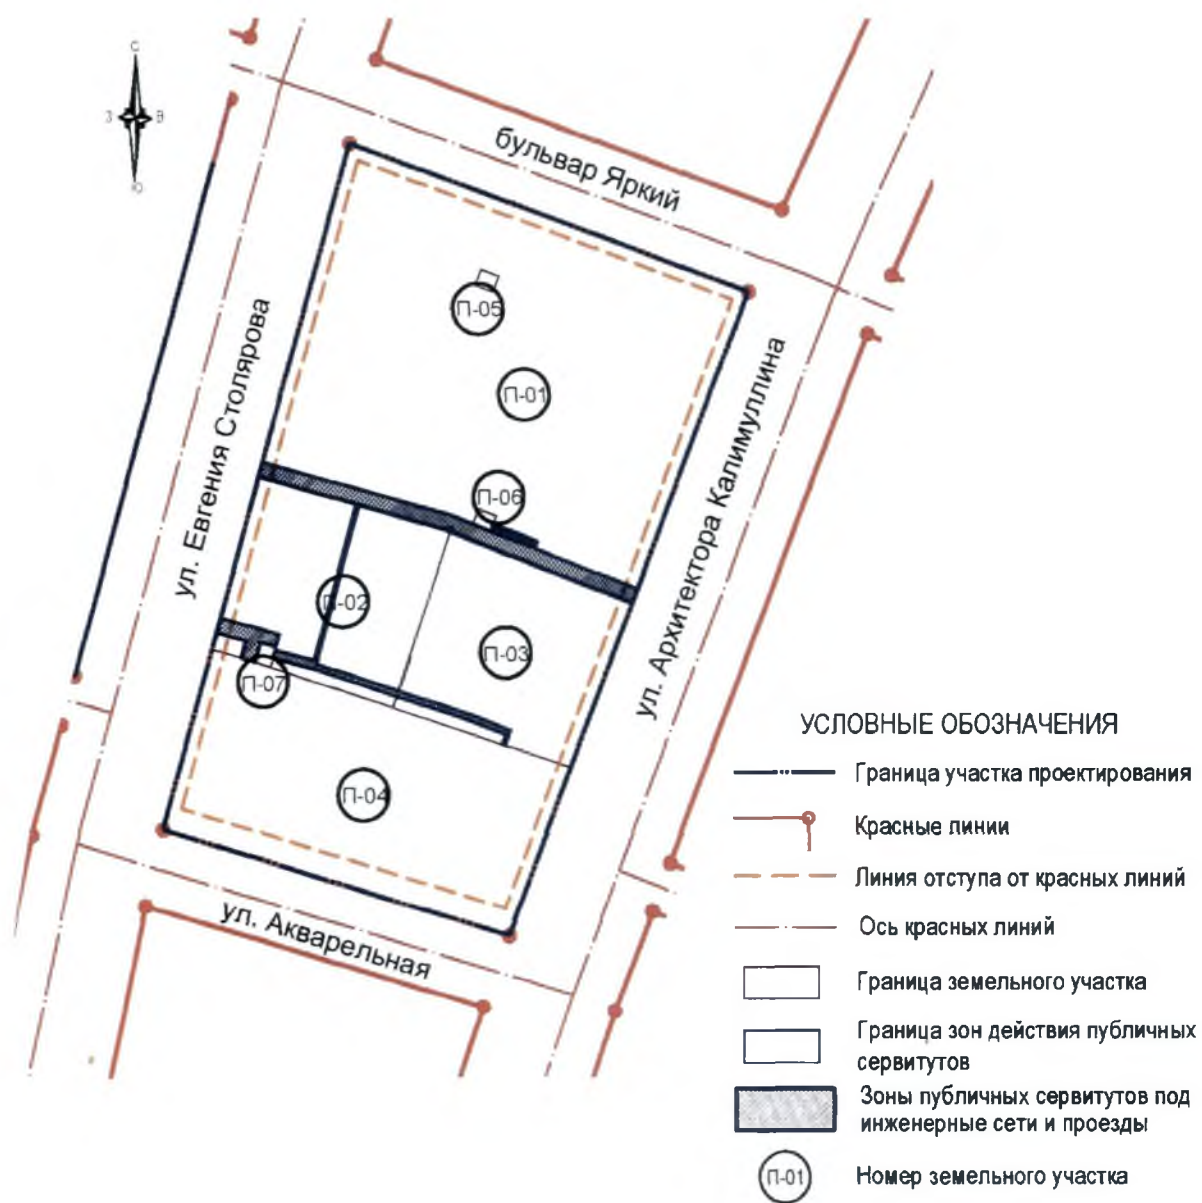 С
З
В
Ю
бульвар Яркий
ул. Евгения Столярова
ул. Архитектора Калимуллина
ул. Акварельная
П-05
П-01
П-06
П-02
П-03
П-07
П-04
УСЛОВНЫЕ ОБОЗНАЧЕНИЯ
Граница участка проектирования
Красные линии
Линия отступа от красных линий
Ось красных линий
Граница земельного участка
Граница зон действия публичных
сервитутов
Зоны публичных сервитутов под
инженерные сети и проезды
П-01
Номер земельного участка